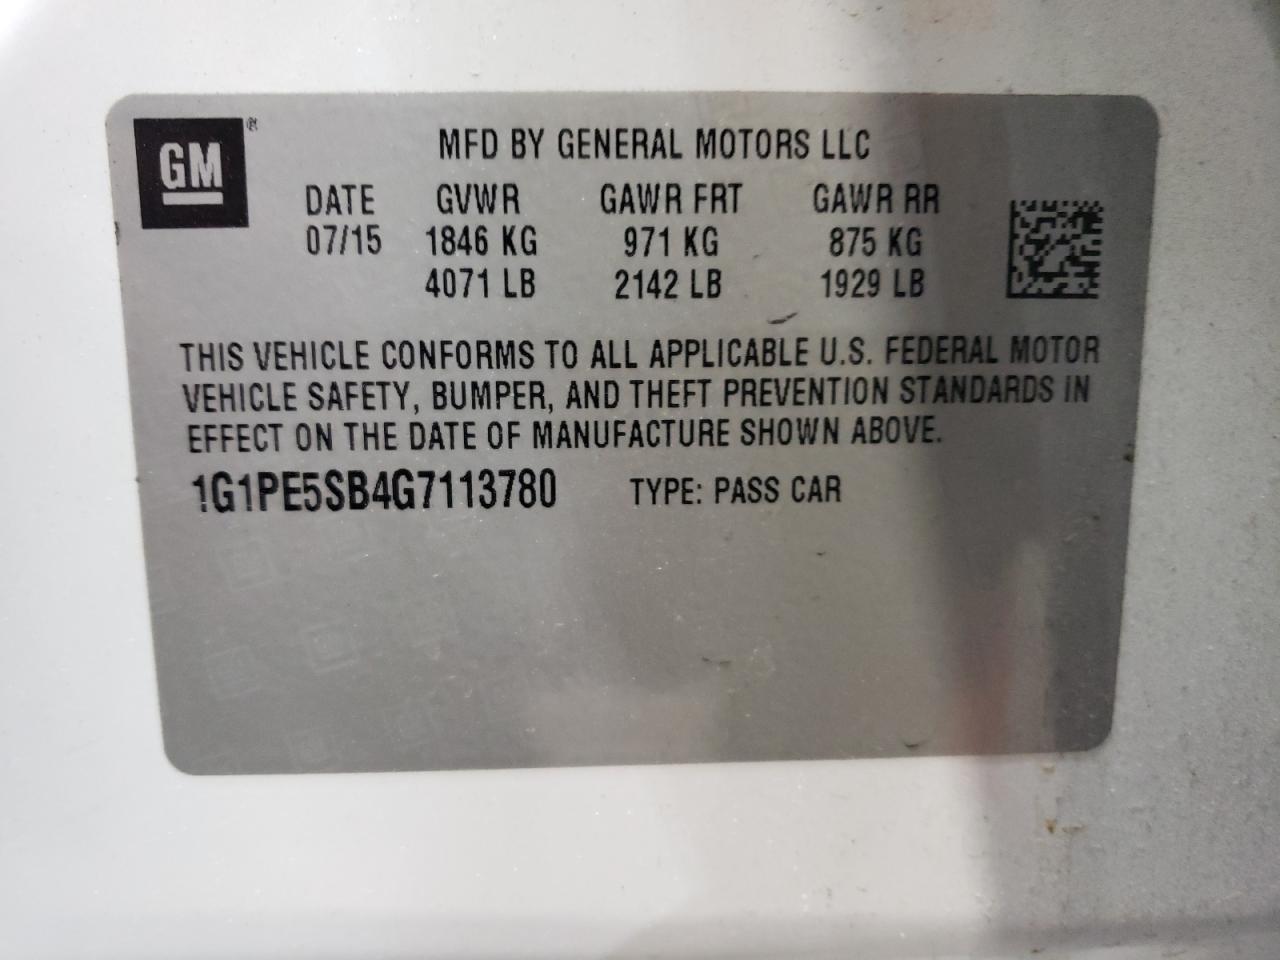 GM®
MFD BY GENERAL MOTORS LLC
DATE GVWR GAWR FRT GAWR RR
07/15 1846 KG 971 KG 875 KG
4071 LB 2142 LB 1929 LB
THIS VEHICLE CONFORMS TO ALL APPLICABLE U.S. FEDERAL MOTOR
VEHICLE SAFETY, BUMPER, AND THEFT PREVENTION STANDARDS IN
EFFECT ON THE DATE OF MANUFACTURE SHOWN ABOVE.
1G1PE5SB4G7113780 TYPE: PASS CAR